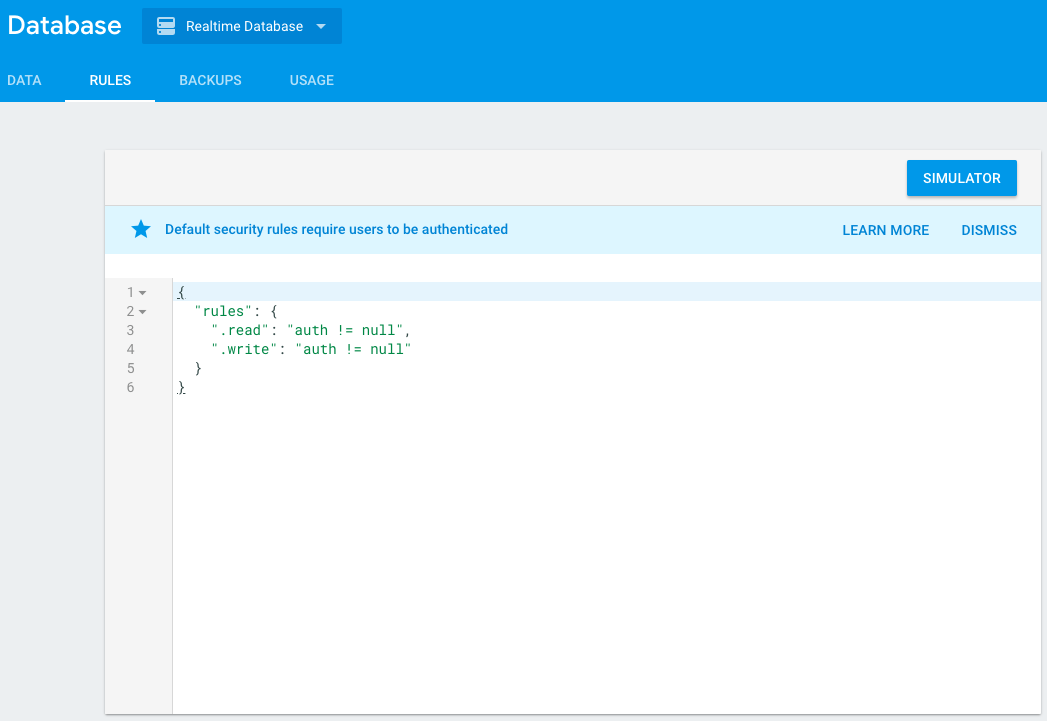 Database Realtime Database
DATA RULES BACKUPS USAGE
SIMULATOR
Default security rules require users to be authenticated LEARN MORE DISMISS
1 {
2 "rules": {
3 ".read": "auth != null",
4 ".write": "auth != null"
5 }
6 }